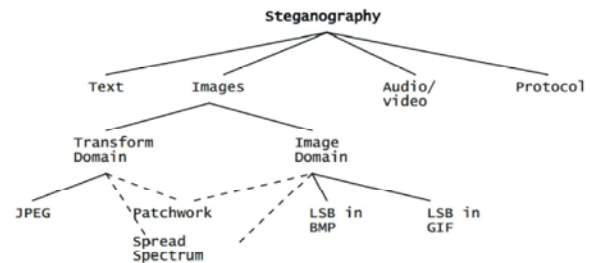 Steganography
Text
Images
Audio/
video
Protocol
Transform
Domain
Image
Domain
JPEG
Patchwork
LSB in
BMP
LSB in
GIF
Spread
Spectrum